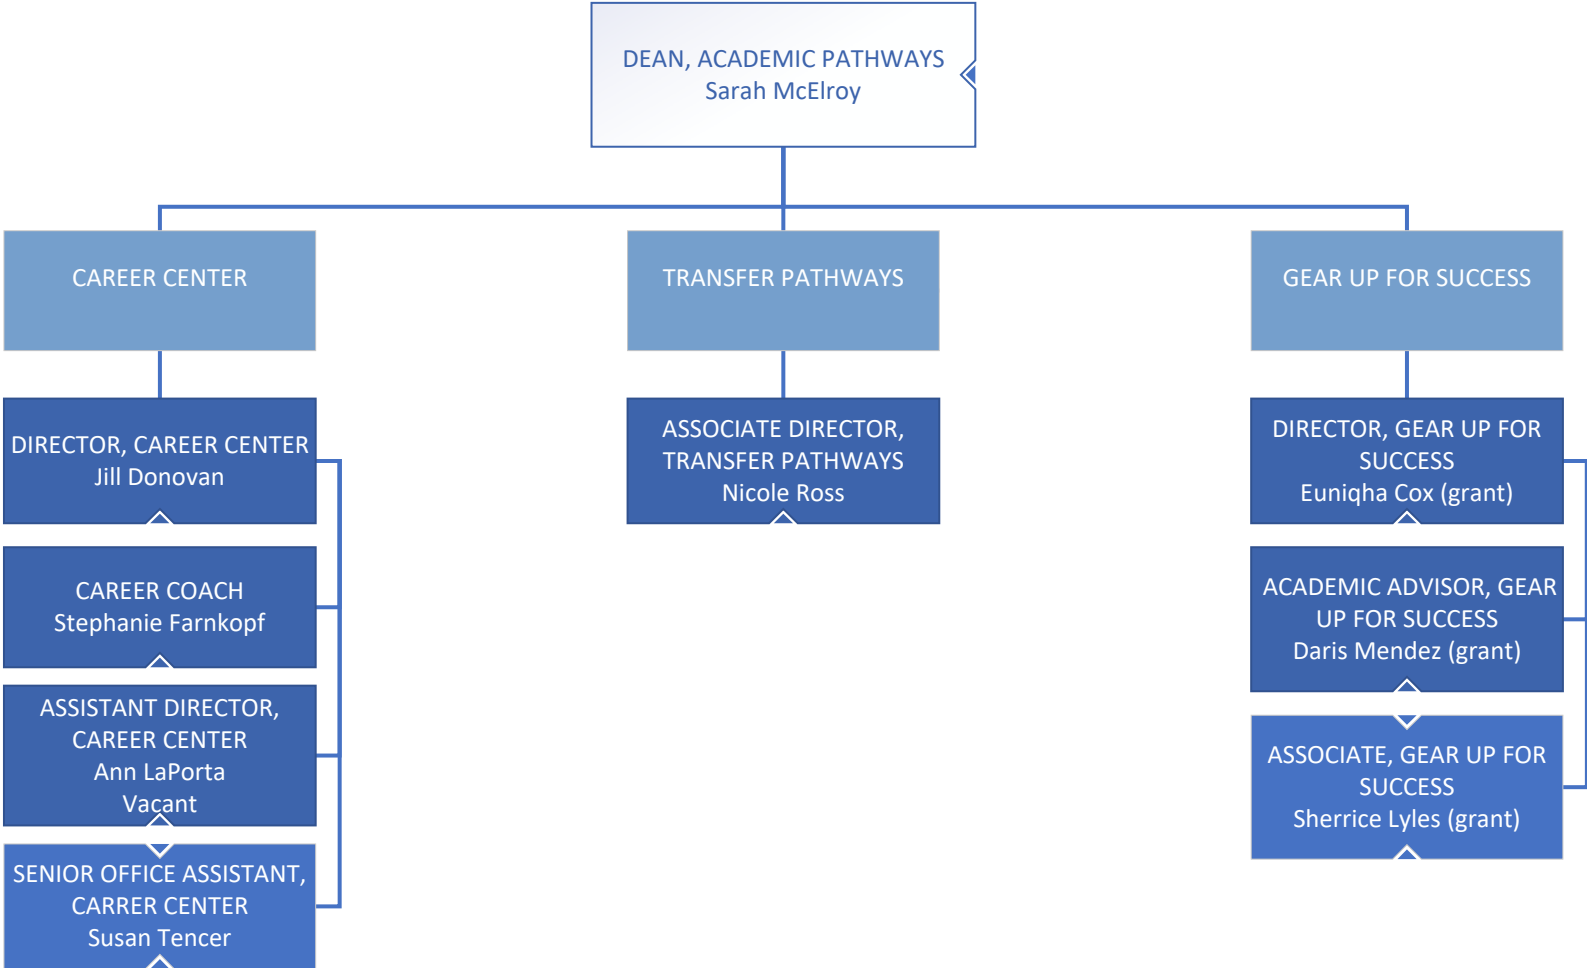 DEAN, ACADEMIC PATHWAYS
Sarah McElroy
CAREER CENTER
TRANSFER PATHWAYS
GEAR UP FOR SUCCESS
DIRECTOR, CAREER CENTER
Jill Donovan
CAREER COACH
Stephanie Farnkopf
ASSISTANT DIRECTOR,
CAREER CENTER
Ann LaPorta
Vacant
SENIOR OFFICE ASSISTANT,
CARRER CENTER
Susan Tencer
ASSOCIATE DIRECTOR,
TRANSFER PATHWAYS
Nicole Ross
DIRECTOR, GEAR UP FOR
SUCCESS
Euniqha Cox (grant)
ACADEMIC ADVISOR, GEAR
UP FOR SUCCESS
Daris Mendez (grant)
ASSOCIATE, GEAR UP FOR
SUCCESS
Sherrice Lyles (grant)